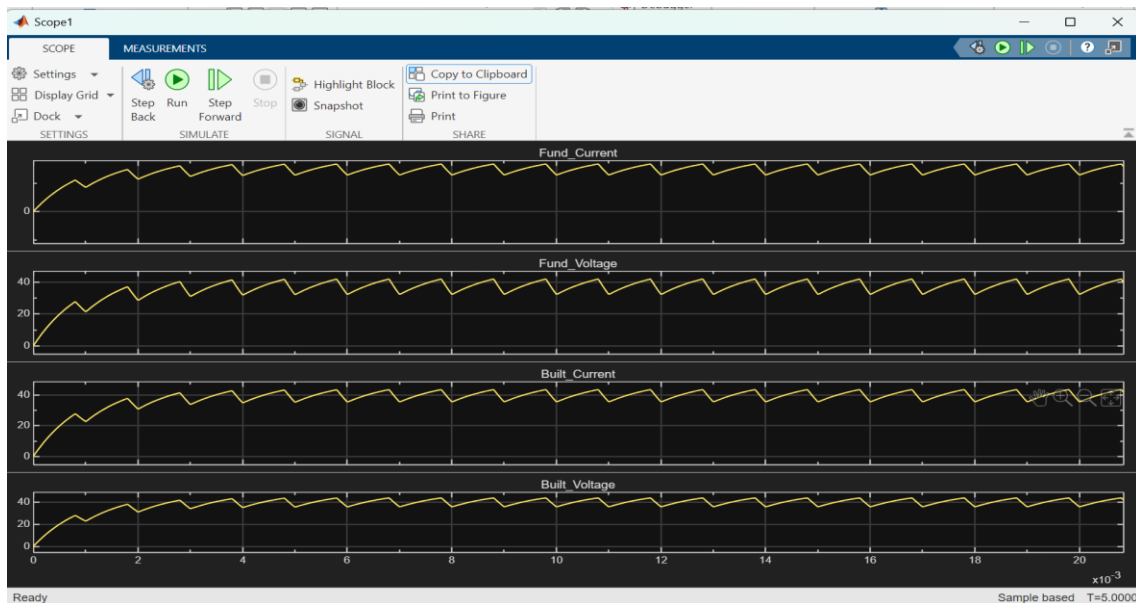 Scope1
SCOPE MEASUREMENTS
Settings
Display Grid
Dock
Step Back
Run
Step Forward
Stop
Highlight Block
Snapshot
Copy to Clipboard
Print to Figure
Print
SETTINGS SIMULATE SIGNAL SHARE
Fund_Current
0
Fund_Voltage
40
20
0
Built_Current
40
20
0
Built_Voltage
40
20
0
0 2 4 6 8 10 12 14 16 18 20
x10-3
Ready Sample based T=5.0000